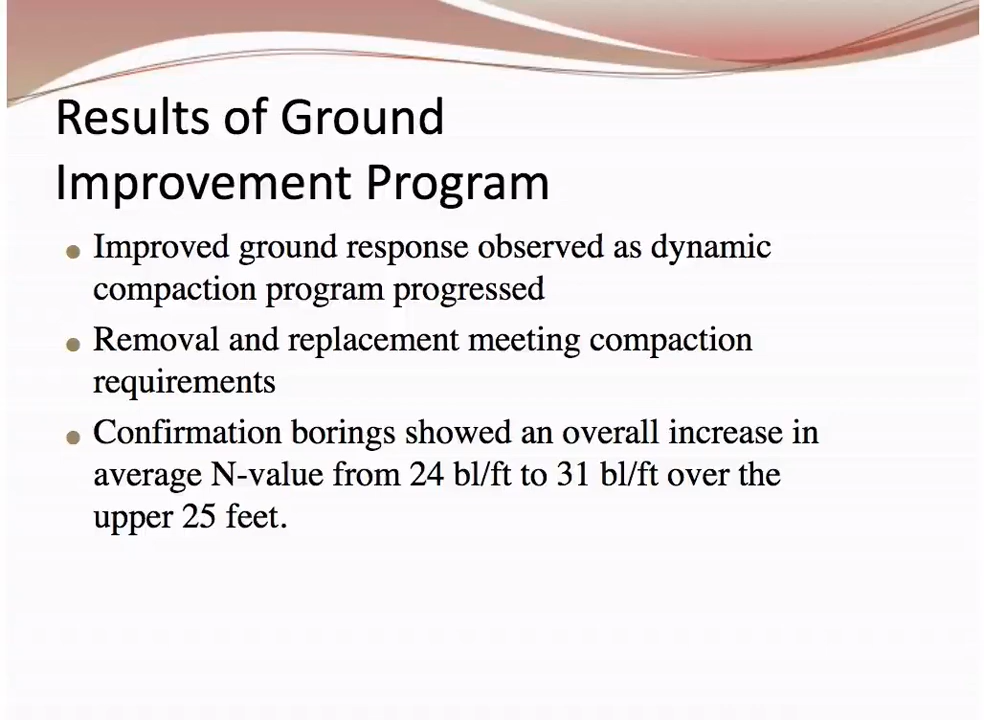 Results of Ground
Improvement Program
Improved ground response observed as dynamic
compaction program progressed
Removal and replacement meeting compaction
requirements
Confirmation borings showed an overall increase in
average N-value from 24 bl/ft to 31 bl/ft over the
upper 25 feet.